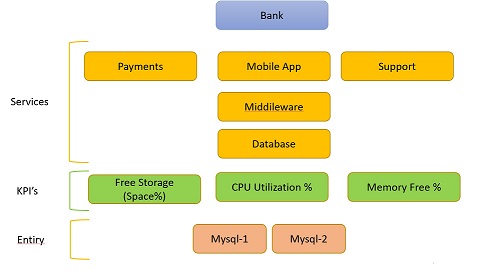 Bank
Payments
Mobile App
Support
Services
Middileware
Database
Free Storage
(Space%)
CPU Utilization %
Memory Free %
KPI's
Entiry
Mysql-1
Mysql-2